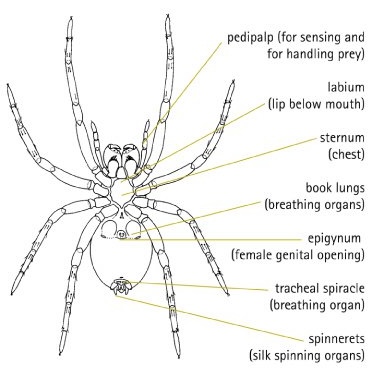 pedipalp (for sensing and
for handling prey)
labium
(lip below mouth)
sternum
(chest)
book lungs
(breathing organs)
epigynum
(female genital opening)
tracheal spiracle
(breathing organ)
spinnerets
(silk spinning organs)